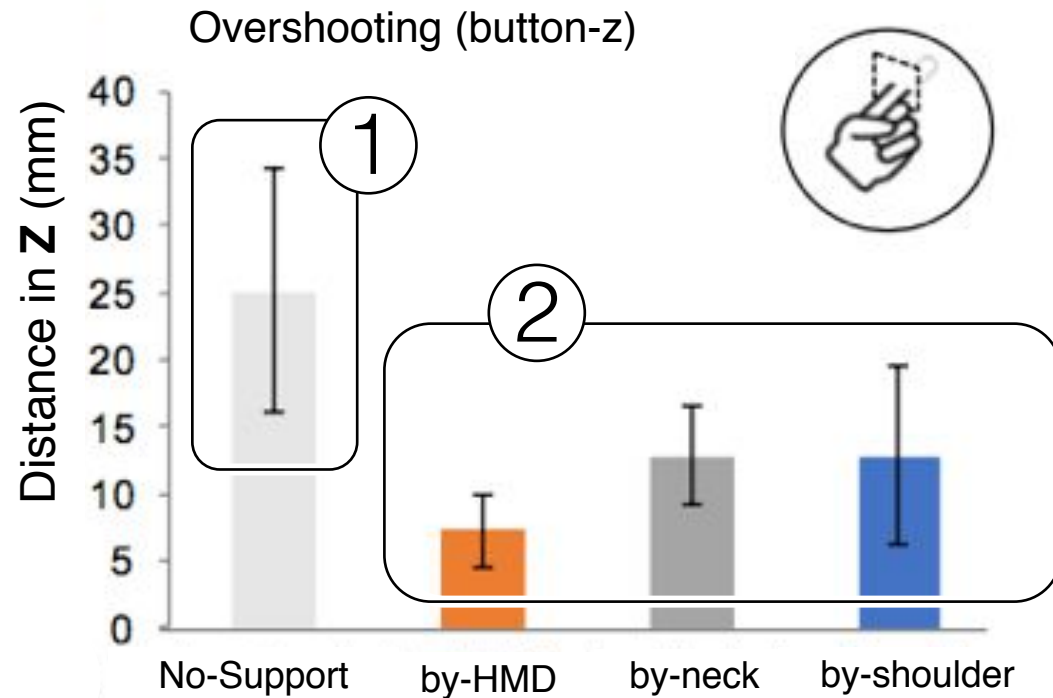 Overshooting (button-z)
Distance in Z (mm)
40
35
30
25
20
15
10
5
0
1
2
No-Support
by-HMD
by-neck
by-shoulder